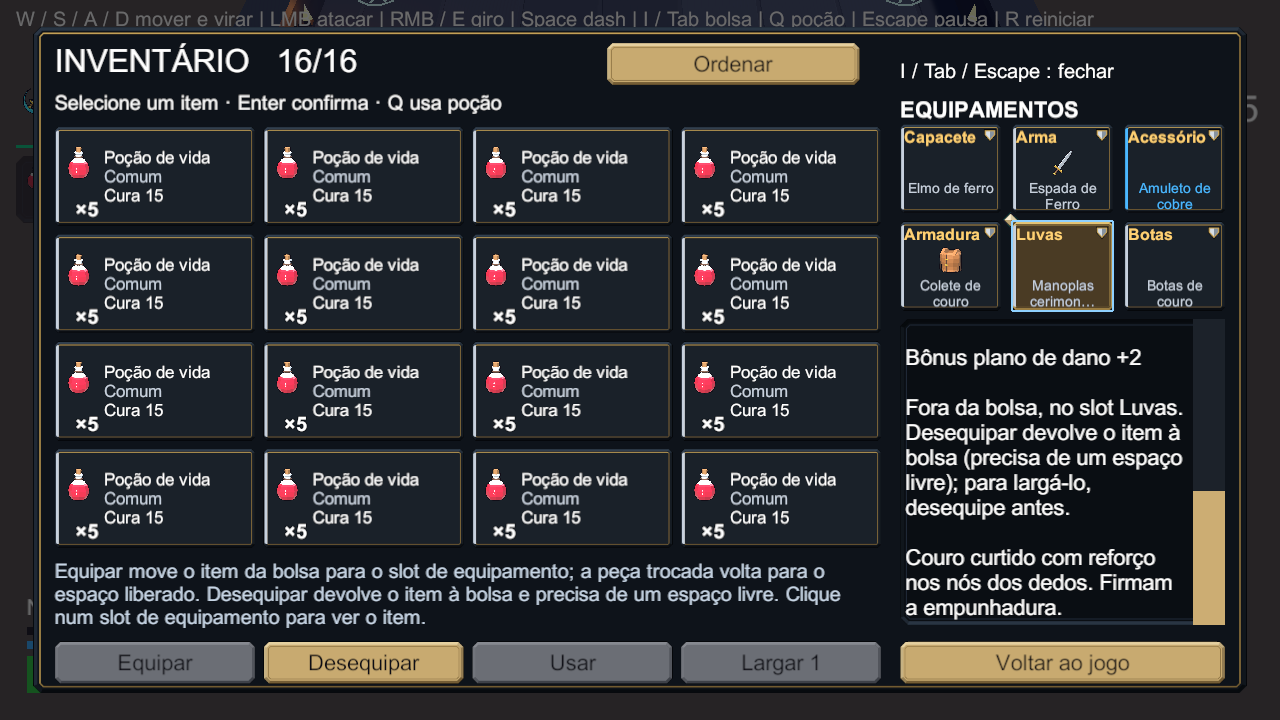 W / S / A / D mover e virar | LMB atacar | RMB / E giro | Space dash | I / Tab bolsa | Q poção | Escape pausa | R reiniciar
INVENTÁRIO 16/16
Ordenar
I / Tab / Escape : fechar
Selecione um item · Enter confirma · Q usa poção
EQUIPAMENTOS
Poção de vida
Comum
Cura 15
×5
Poção de vida
Comum
Cura 15
×5
Poção de vida
Comum
Cura 15
×5
Poção de vida
Comum
Cura 15
×5
Poção de vida
Comum
Cura 15
×5
Poção de vida
Comum
Cura 15
×5
Poção de vida
Comum
Cura 15
×5
Poção de vida
Comum
Cura 15
×5
Poção de vida
Comum
Cura 15
×5
Poção de vida
Comum
Cura 15
×5
Poção de vida
Comum
Cura 15
×5
Poção de vida
Comum
Cura 15
×5
Poção de vida
Comum
Cura 15
×5
Poção de vida
Comum
Cura 15
×5
Poção de vida
Comum
Cura 15
×5
Poção de vida
Comum
Cura 15
×5
Capacete
Elmo de ferro
Arma
Espada de
Ferro
Acessório
Amuleto de
cobre
Armadura
Colete de
couro
Luvas
Manoplas
cerimon...
Botas
Botas de
couro
Bônus plano de dano +2
Fora da bolsa, no slot Luvas.
Desequipar devolve o item à
bolsa (precisa de um espaço
livre); para largá-lo,
desequipe antes.
Couro curtido com reforço
nos nós dos dedos. Firmam
a empunhadura.
Equipar move o item da bolsa para o slot de equipamento; a peça trocada volta para o
espaço liberado. Desequipar devolve o item à bolsa e precisa de um espaço livre. Clique
num slot de equipamento para ver o item.
Equipar
Desequipar
Usar
Largar 1
Voltar ao jogo